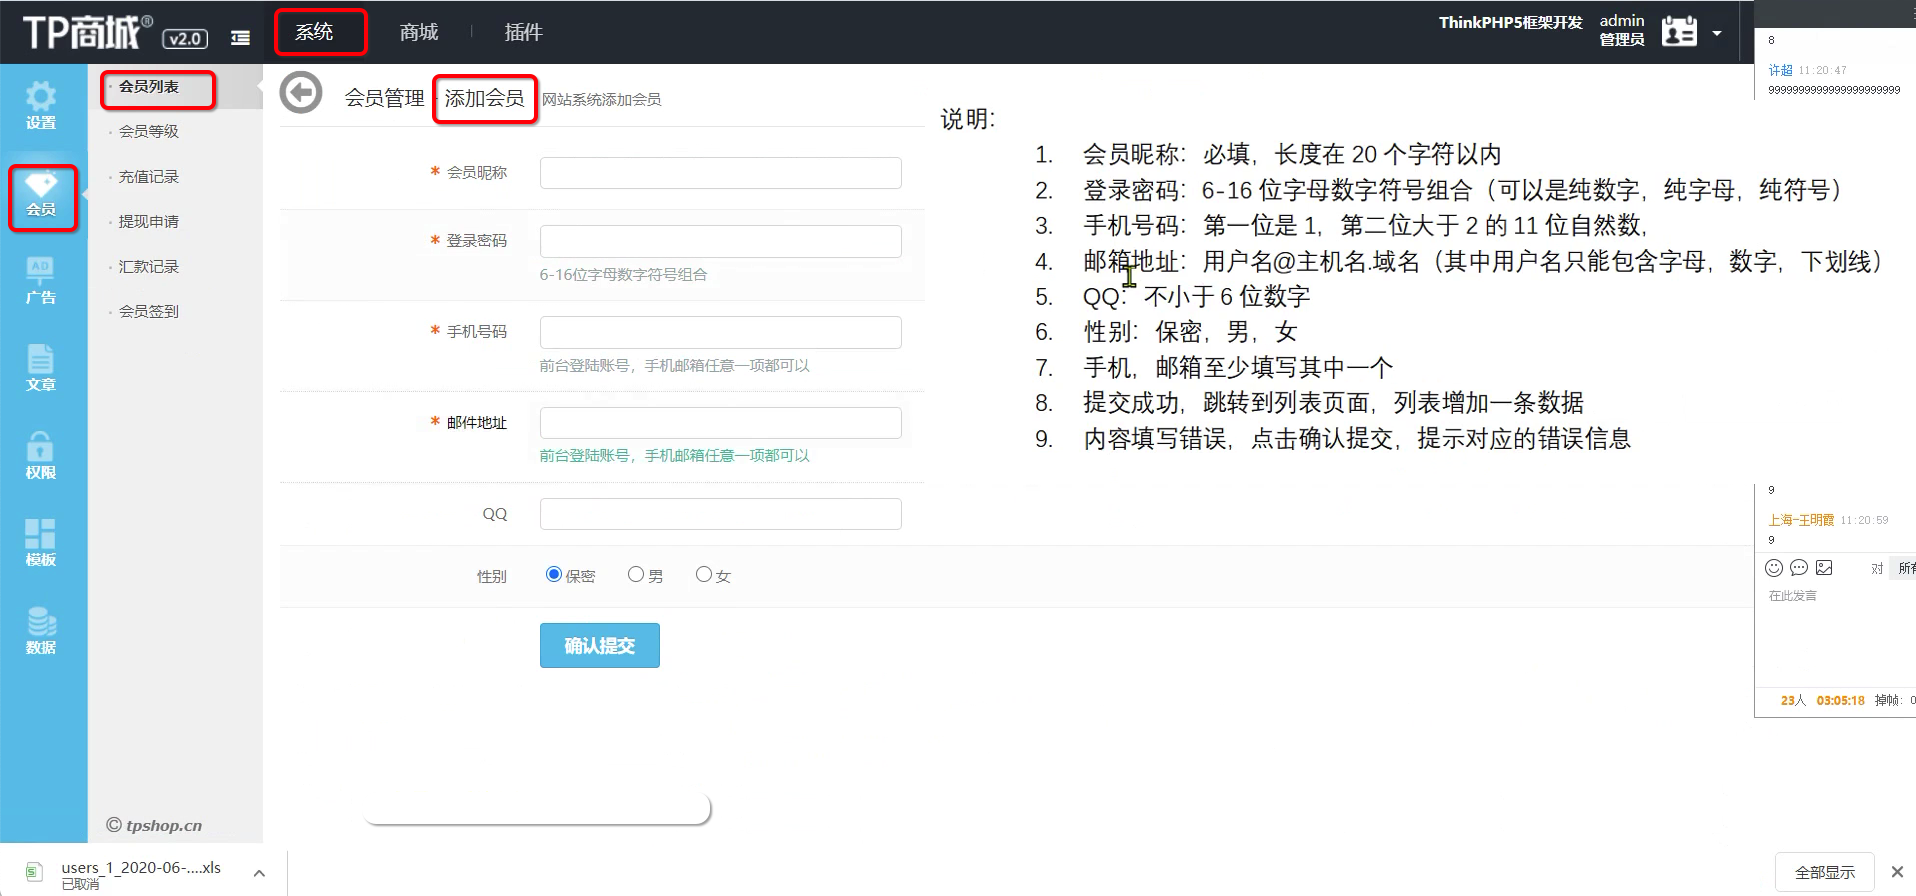 TP商城® v2.0
系统
商城
插件
ThinkPHP5框架开发
admin
管理员
设置
会员
AD
广告
文章
权限
模板
数据
会员列表
会员等级
充值记录
提现申请
汇款记录
会员签到
© tpshop.cn
会员管理 - 添加会员 网站系统添加会员
* 会员昵称
* 登录密码
6-16位字母数字符号组合
* 手机号码
前台登陆账号，手机邮箱任意一项都可以
* 邮件地址
前台登陆账号，手机邮箱任意一项都可以
QQ
性别 保密 男 女
确认提交
说明：
1. 会员昵称：必填，长度在 20 个字符以内
2. 登录密码：6-16 位字母数字符号组合（可以是纯数字，纯字母，纯符号）
3. 手机号码：第一位是 1，第二位大于 2 的 11 位自然数，
4. 邮箱地址：用户名@主机名.域名（其中用户名只能包含字母，数字，下划线）
5. QQ：不小于 6 位数字
6. 性别：保密，男，女
7. 手机，邮箱至少填写其中一个
8. 提交成功，跳转到列表页面，列表增加一条数据
9. 内容填写错误，点击确认提交，提示对应的错误信息
8
许超 11:20:47
9
上海-王明霞 11:20:59
9
对 所有
在此发言
23人 03:05:18 掉帧: 0
users_1_2020-06-....xls
已取消
全部显示